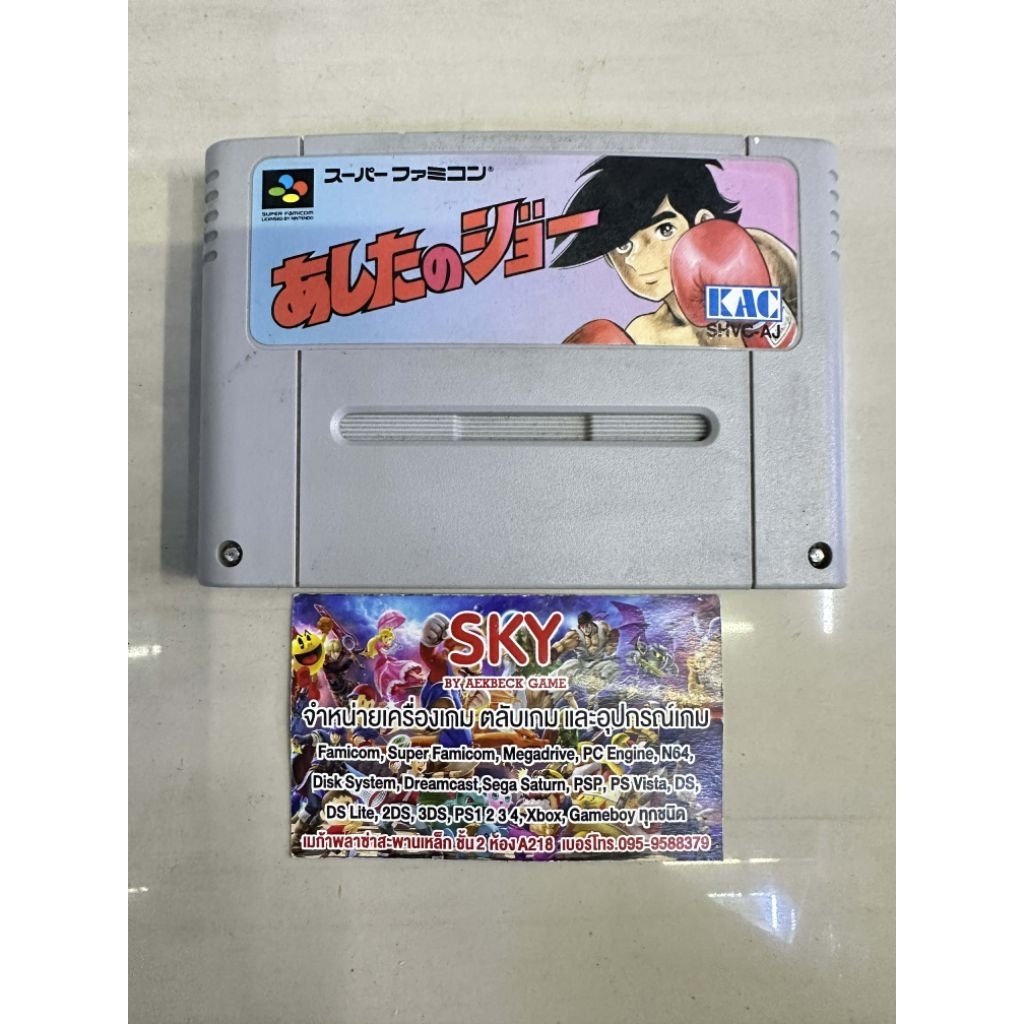 スーパーファミコン®
SUPER FAMICOM
LICENSED BY NINTENDO
あしたのジョー
KAC
SHVC-AJ
SKY
BY AEKBECK GAME
จำหน่ายเครื่องเกม ตลับเกม และอุปกรณ์เกม
Famicom, Super Famicom, Megadrive, PC Engine, N64,
Disk System, Dreamcast,Sega Saturn, PSP, PS Vista, DS,
DS Lite, 2DS, 3DS, PS1 2 3 4, Xbox, Gameboy ทุกชนิด
เมก้าพลาซ่าสะพานเหล็ก ชั้น 2 ห้อง A218 เบอร์โทร.095-9588379